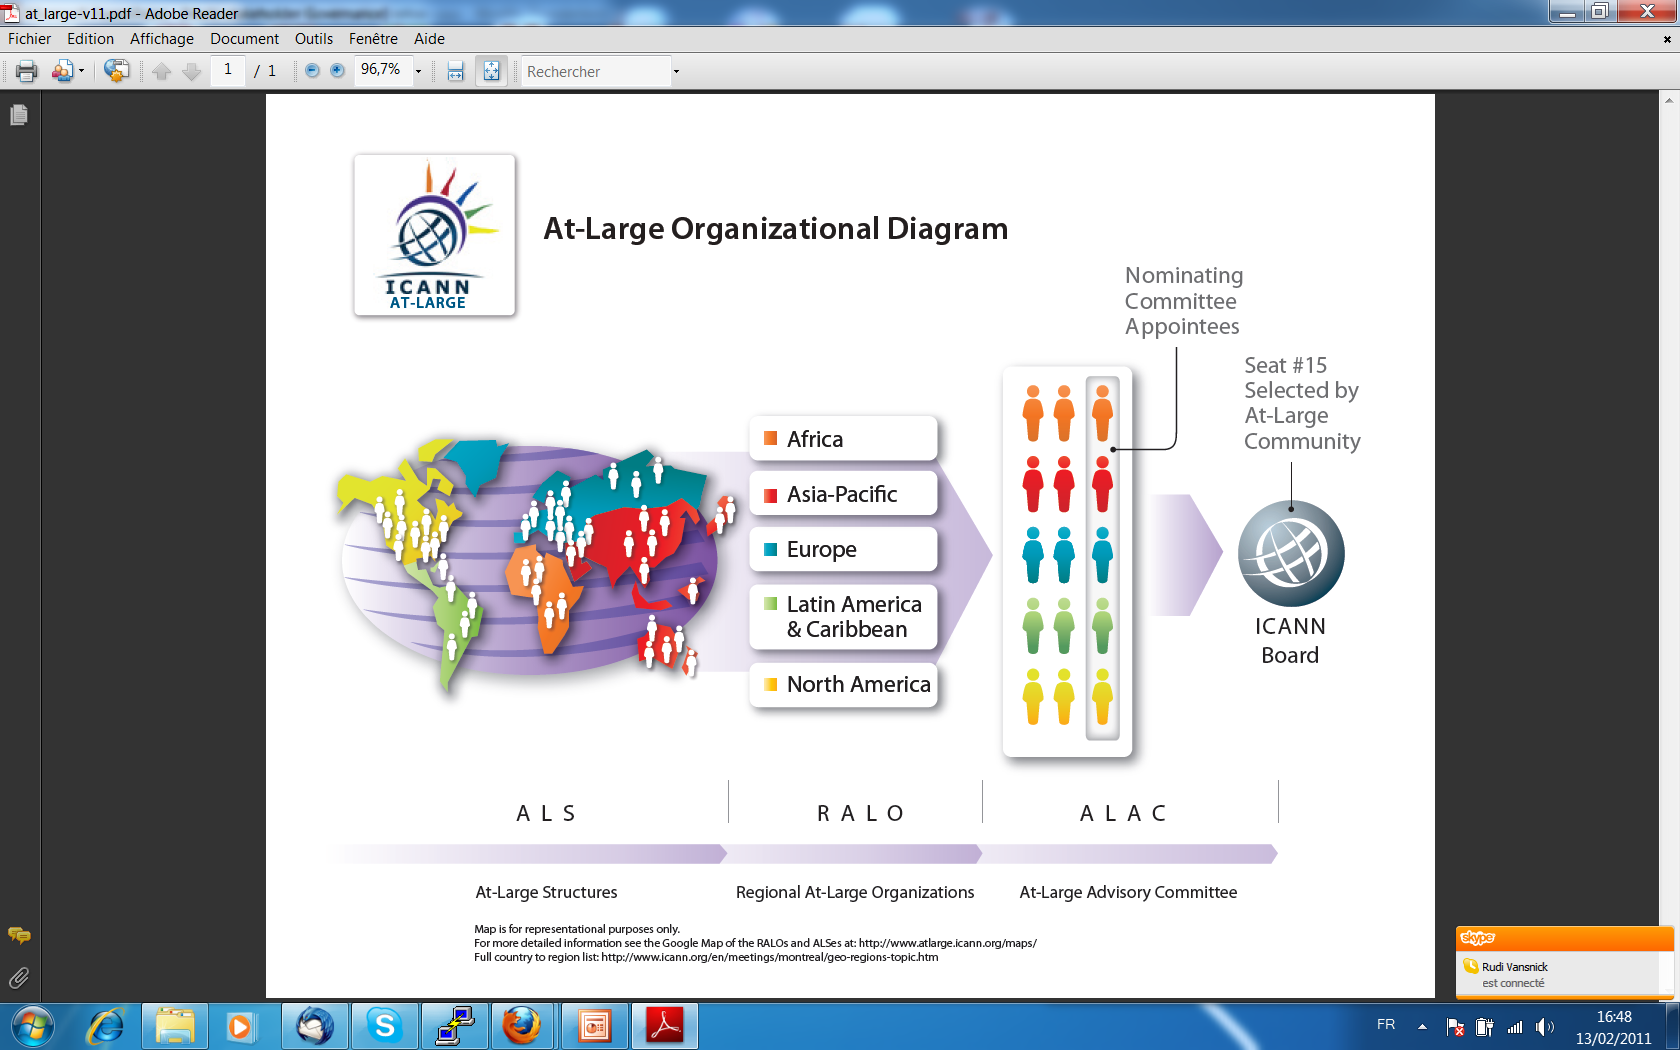 at_large-v11.pdf - Adobe Reader
Fichier Edition Affichage Document Outils Fenêtre Aide
1 / 1 96,7% Rechercher
ICANN
AT-LARGE
At-Large Organizational Diagram
Nominating
Committee
Appointees
Seat #15
Selected by
At-Large
Community
Africa
Asia-Pacific
Europe
Latin America
& Caribbean
North America
ICANN
Board
ALS
RALO
ALAC
At-Large Structures
Regional At-Large Organizations
At-Large Advisory Committee
Map is for representational purposes only.
For more detailed information see the Google Map of the RALOs and ALSes at: http://www.atlarge.icann.org/maps/
Full country to region list: http://www.icann.org/en/meetings/montreal/geo-regions-topic.htm
skype
Rudi Vansnick
est connecté
FR
16:48
13/02/2011